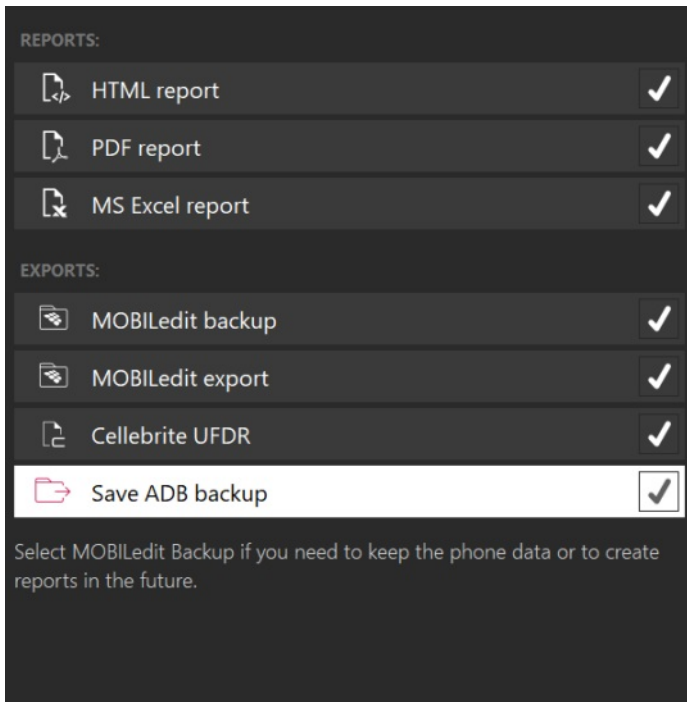 REPORTS:
HTML report
PDF report
MS Excel report
EXPORTS:
MOBILedit backup
MOBILedit export
Cellebrite UFDR
Save ADB backup
Select MOBILedit Backup if you need to keep the phone data or to create
reports in the future.